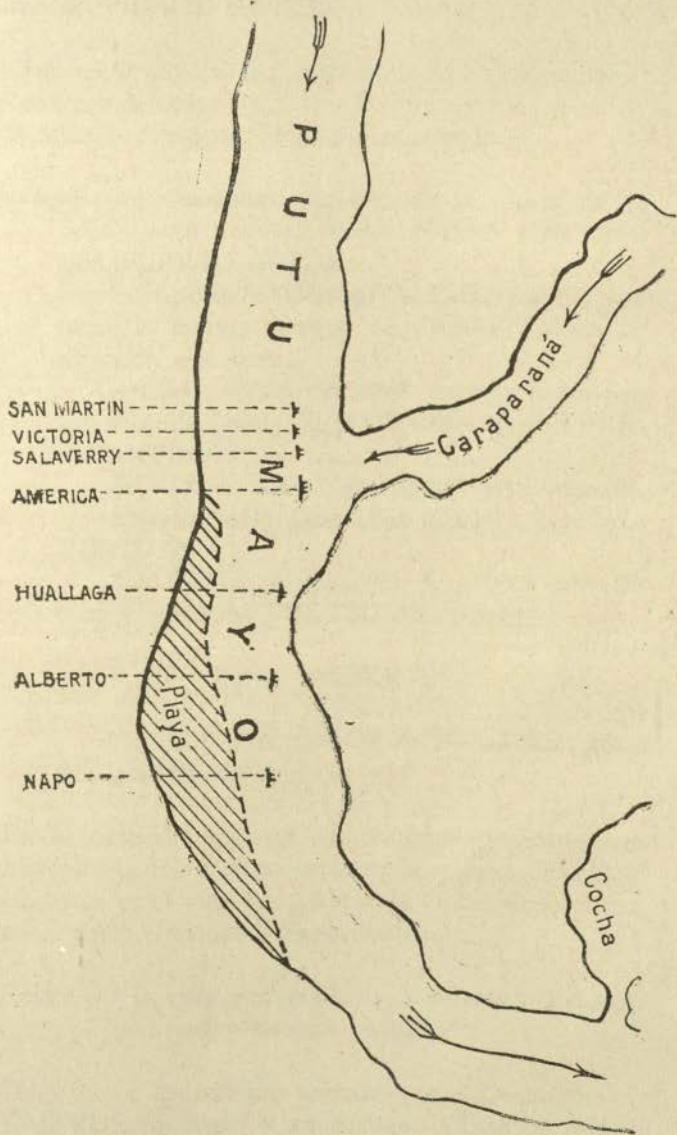 PUTUMAYO
Caraparaná
SAN MARTIN
VICTORIA
SALAVERRY
AMERICA
HUALLAGA
ALBERTO
Playa
NAPO
Cocha